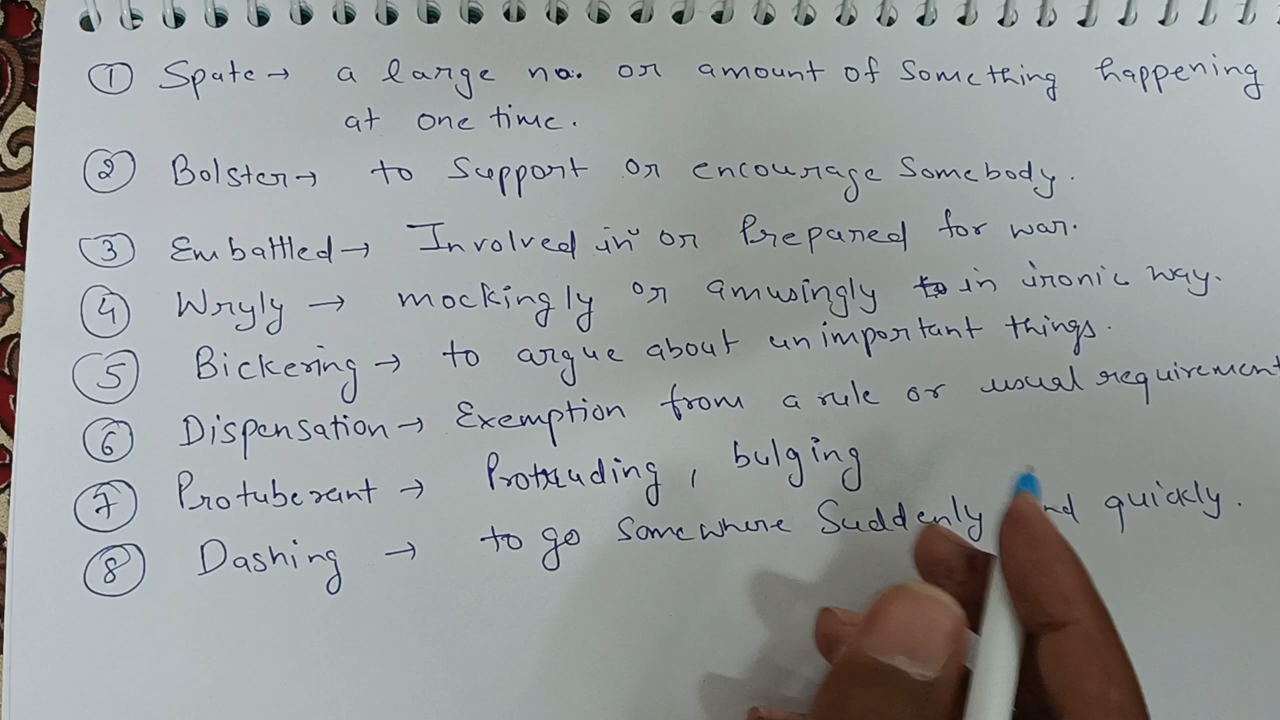 ① Spate → a large no. or amount of something happening
at one time.
② Bolster → to support or encourage somebody.
③ Embattled → Involved in or Prepared for war.
④ Wryly → mockingly or amusingly in ironic way.
⑤ Bickering → to argue about unimportant things.
⑥ Dispensation → Exemption from a rule or usual requirement
⑦ Protuberant → Protruding, bulging
⑧ Dashing → to go somewhere suddenly and quickly.